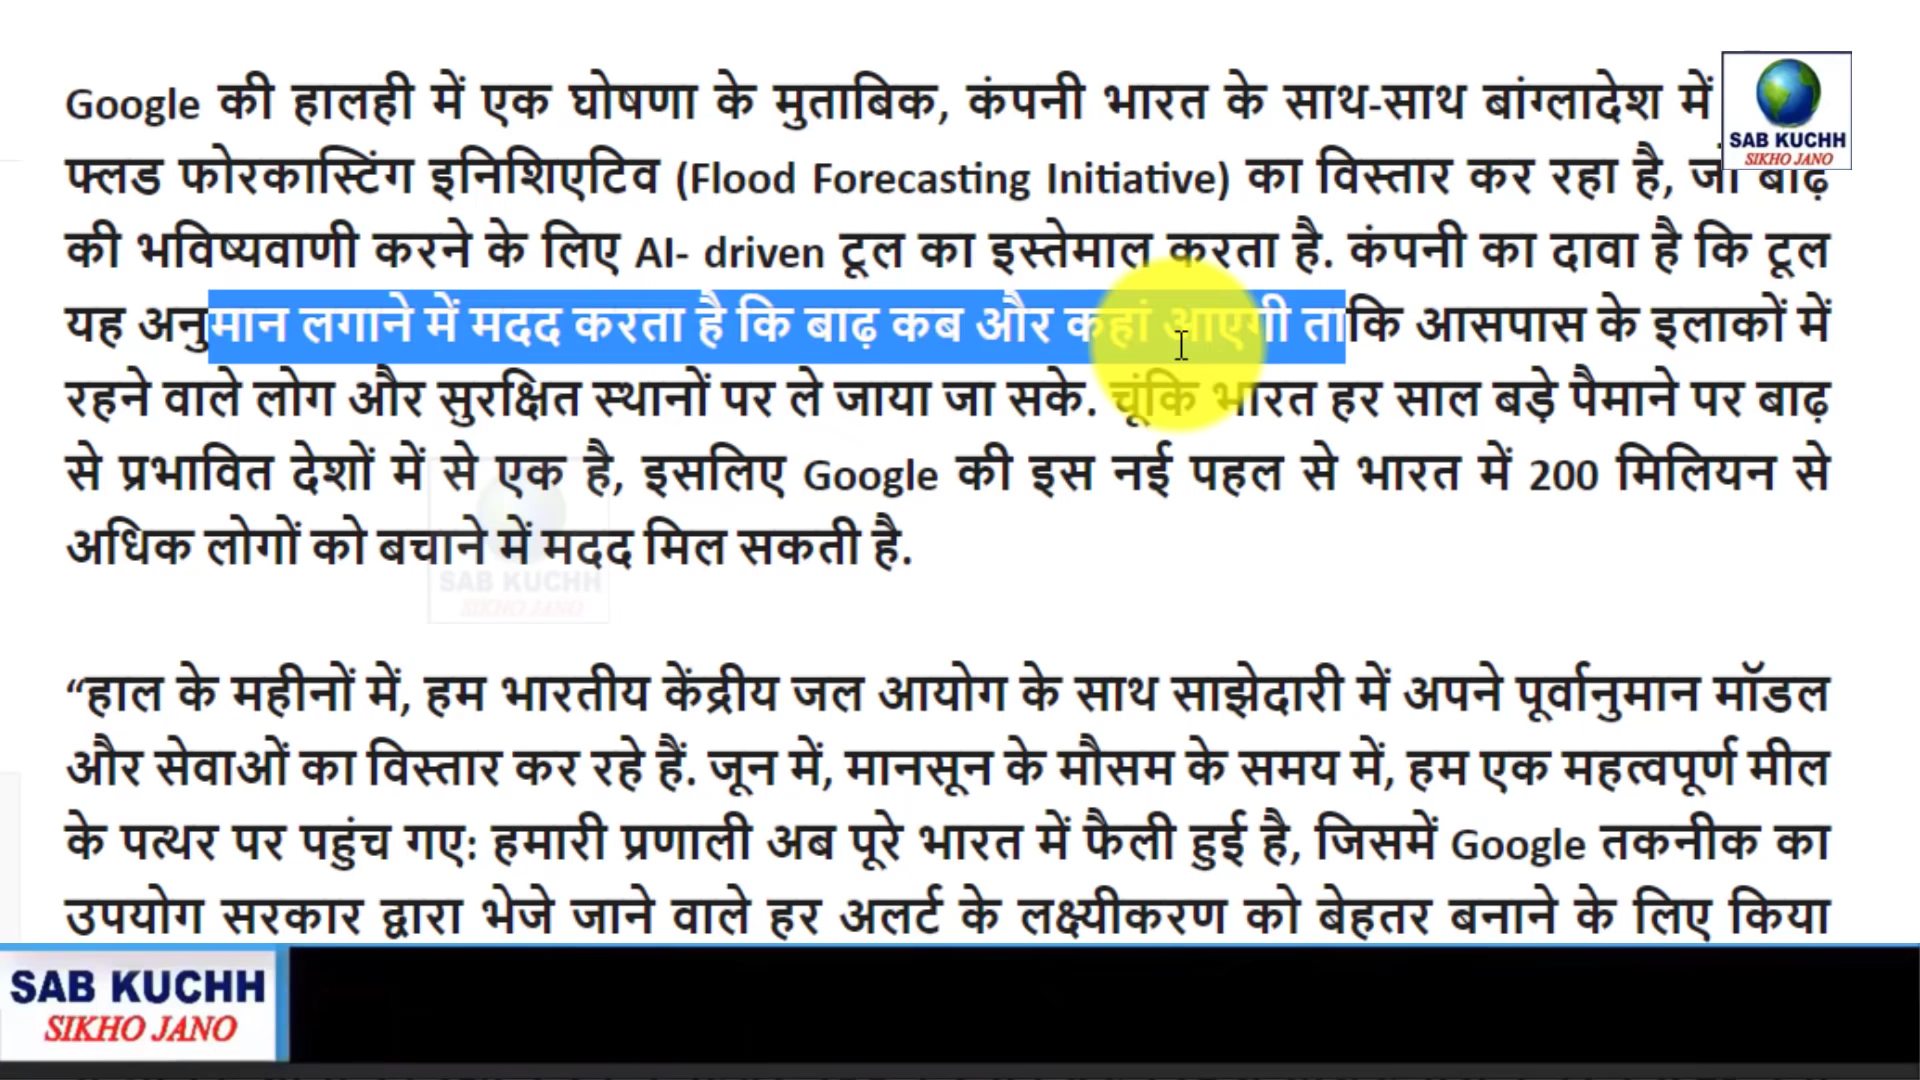 Google की हालही में एक घोषणा के मुताबिक, कंपनी भारत के साथ-साथ बांग्लादेश में
फ्लड फोरकास्टिंग इनिशिएटिव (Flood Forecasting Initiative) का विस्तार कर रहा है, जो बाढ़
की भविष्यवाणी करने के लिए AI- driven टूल का इस्तेमाल करता है. कंपनी का दावा है कि टूल
यह अनुमान लगाने में मदद करता है कि बाढ़ कब और कहां आएगी ताकि आसपास के इलाकों में
रहने वाले लोग और सुरक्षित स्थानों पर ले जाया जा सके. चूंकि भारत हर साल बड़े पैमाने पर बाढ़
से प्रभावित देशों में से एक है, इसलिए Google की इस नई पहल से भारत में 200 मिलियन से
अधिक लोगों को बचाने में मदद मिल सकती है.
“हाल के महीनों में, हम भारतीय केंद्रीय जल आयोग के साथ साझेदारी में अपने पूर्वानुमान मॉडल
और सेवाओं का विस्तार कर रहे हैं. जून में, मानसून के मौसम के समय में, हम एक महत्वपूर्ण मील
के पत्थर पर पहुंच गए: हमारी प्रणाली अब पूरे भारत में फैली हुई है, जिसमें Google तकनीक का
उपयोग सरकार द्वारा भेजे जाने वाले हर अलर्ट के लक्ष्यीकरण को बेहतर बनाने के लिए किया
SAB KUCHH
SIKHO JANO
SAB KUCHH
SIKHO JANO
SAB KUCHH
SIKHO JANO